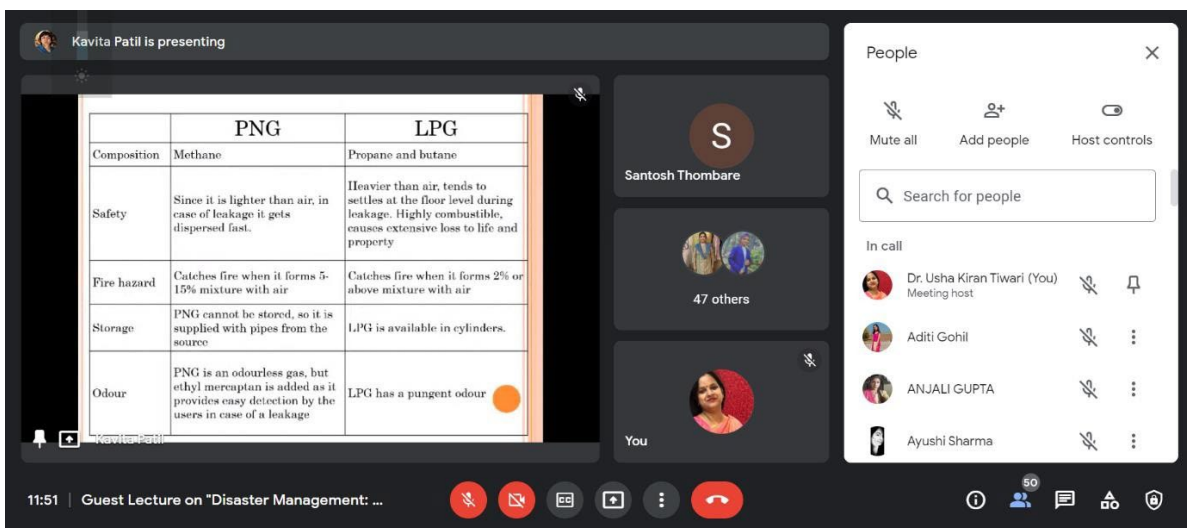 Kavita Patil is presenting
PNG LPG
Composition Methane Propane and butane
Safety
Since it is lighter than air, in
case of leakage it gets
dispersed fast.
Heavier than air, tends to
settles at the floor level during
leakage. Highly combustible,
causes extensive loss to life and
property
Fire hazard
Catches fire when it forms 5-
15% mixture with air
Catches fire when it forms 2% or
above mixture with air
Storage
PNG cannot be stored, so it is
supplied with pipes from the
source
LPG is available in cylinders.
Odour
PNG is an odourless gas, but
ethyl mercaptan is added as it
provides easy detection by the
users in case of a leakage
LPG has a pungent odour
Kavita Patil
S
Santosh Thombare
47 others
You
People
Mute all Add people Host controls
Search for people
In call
Dr. Usha Kiran Tiwari (You)
Meeting host
Aditi Gohil
ANJALI GUPTA
Ayushi Sharma
11:51 | Guest Lecture on "Disaster Management: ...
CC
50